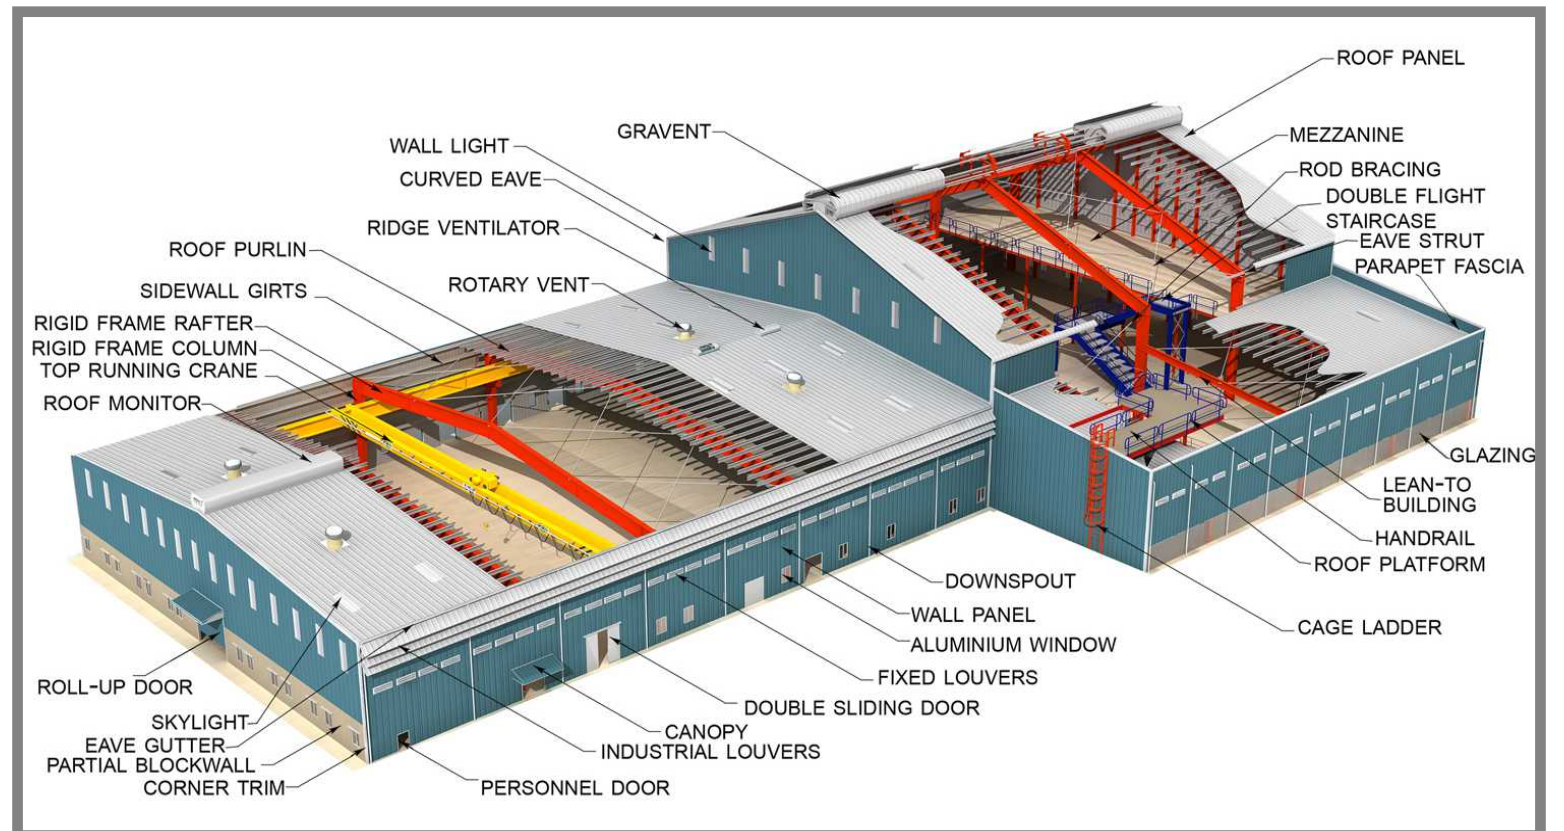 ROOF PANEL
GRAVENT
MEZZANINE
WALL LIGHT
ROD BRACING
CURVED EAVE
DOUBLE FLIGHT
STAIRCASE
RIDGE VENTILATOR
EAVE STRUT
ROOF PURLIN
PARAPET FASCIA
ROTARY VENT
SIDEWALL GIRTS
RIGID FRAME RAFTER
RIGID FRAME COLUMN
TOP RUNNING CRANE
ROOF MONITOR
GLAZING
LEAN-TO
BUILDING
HANDRAIL
ROOF PLATFORM
DOWNSPOUT
WALL PANEL
CAGE LADDER
ALUMINIUM WINDOW
FIXED LOUVERS
ROLL-UP DOOR
DOUBLE SLIDING DOOR
SKYLIGHT
CANOPY
EAVE GUTTER
INDUSTRIAL LOUVERS
PARTIAL BLOCKWALL
CORNER TRIM
PERSONNEL DOOR